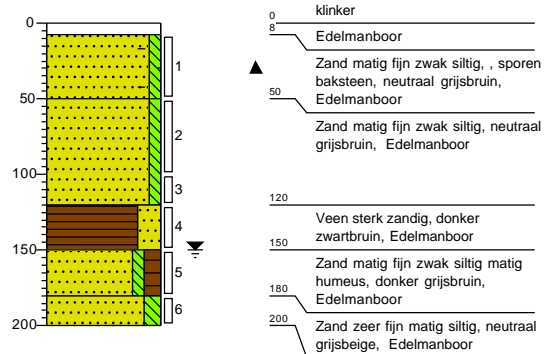 0
50
100
150
200
1
2
3
4
5
6
0
klinker
8
Edelmanboor
Zand matig fijn zwak siltig, , sporen
baksteen, neutraal grijsbruin,
50
Edelmanboor
Zand matig fijn zwak siltig, neutraal
grijsbruin, Edelmanboor
120
Veen sterk zandig, donker
zwartbruin, Edelmanboor
150
Zand matig fijn zwak siltig matig
humeus, donker grijsbruin,
180
Edelmanboor
200
Zand zeer fijn matig siltig, neutraal
grijsbeige, Edelmanboor